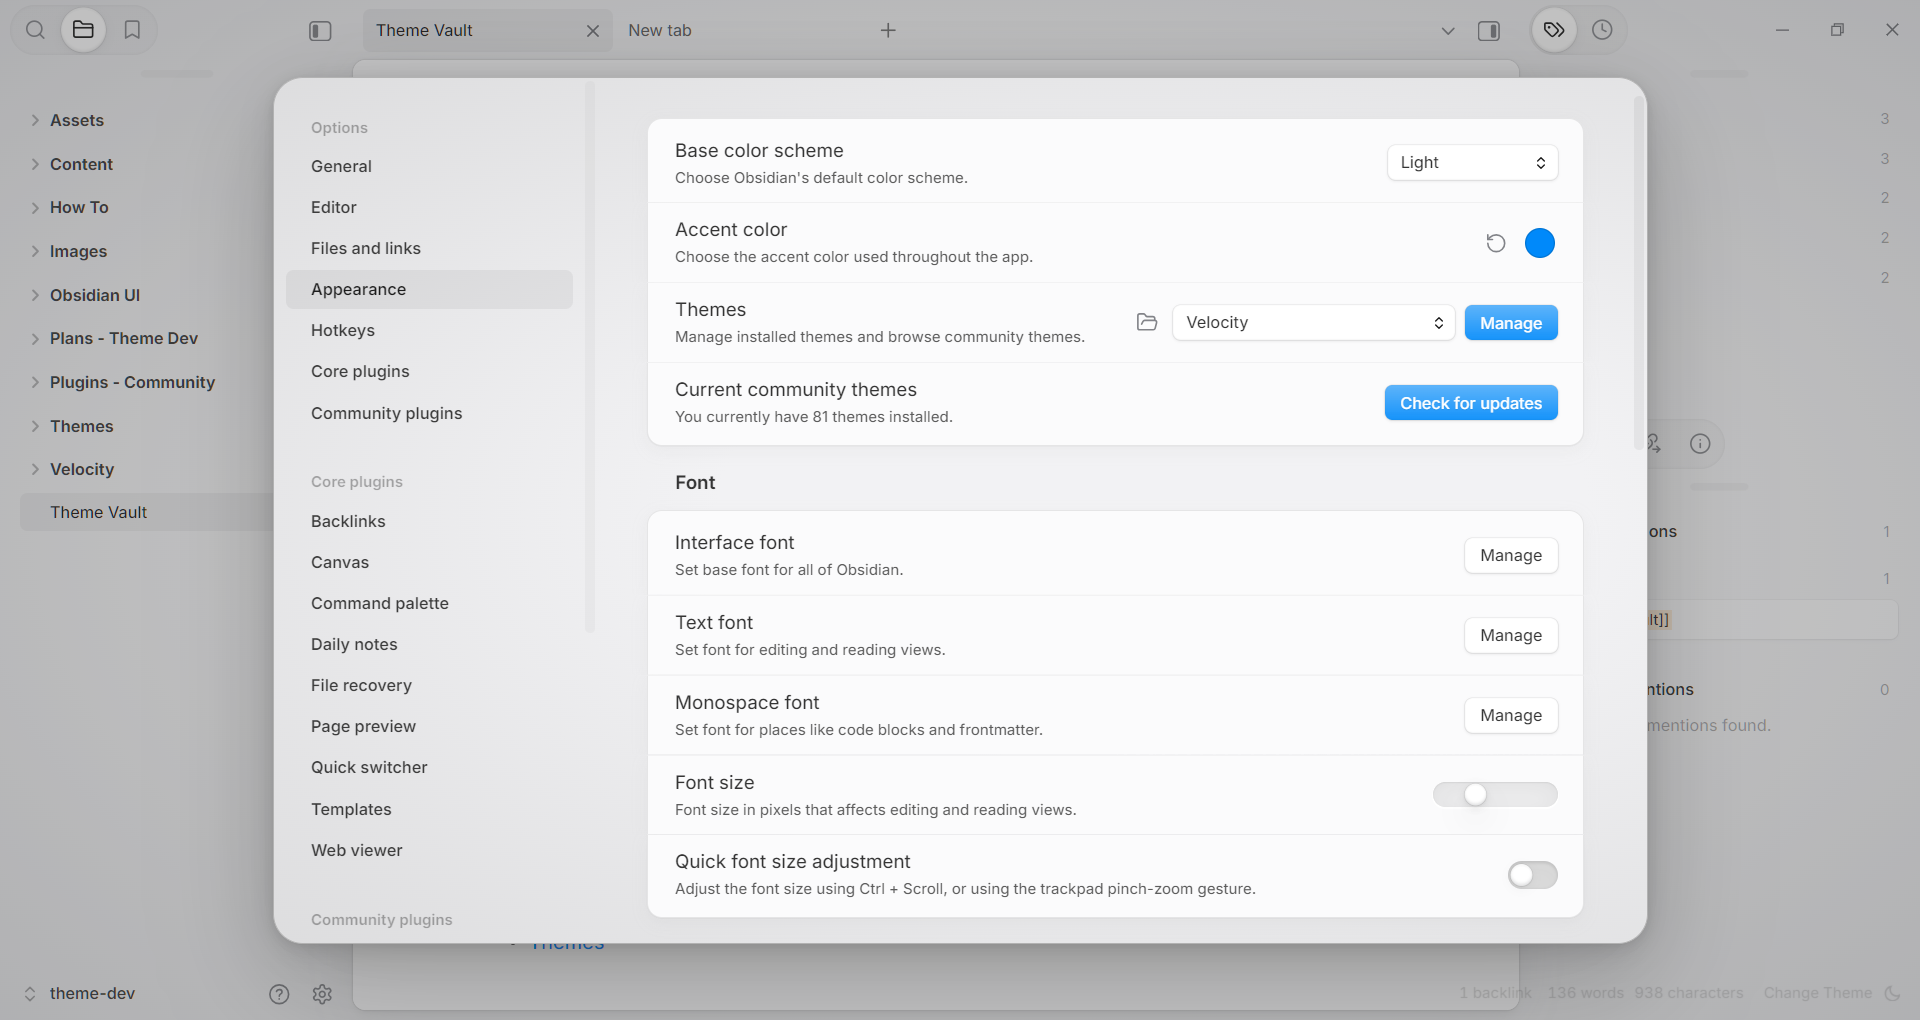 Theme Vault
New tab
Assets
Content
How To
Images
Obsidian UI
Plans - Theme Dev
Plugins - Community
Themes
Velocity
Theme Vault
theme-dev
Options
General
Editor
Files and links
Appearance
Hotkeys
Core plugins
Community plugins
Core plugins
Backlinks
Canvas
Command palette
Daily notes
File recovery
Page preview
Quick switcher
Templates
Web viewer
Community plugins
Base color scheme
Choose Obsidian's default color scheme.
Light
Accent color
Choose the accent color used throughout the app.
Themes
Manage installed themes and browse community themes.
Velocity
Manage
Current community themes
You currently have 81 themes installed.
Check for updates
Font
Interface font
Set base font for all of Obsidian.
Manage
Text font
Set font for editing and reading views.
Manage
Monospace font
Set font for places like code blocks and frontmatter.
Manage
Font size
Font size in pixels that affects editing and reading views.
Quick font size adjustment
Adjust the font size using Ctrl + Scroll, or using the trackpad pinch-zoom gesture.
Themes
3
3
2
2
2
ons 1
1
lt]]
ntions 0
mentions found.
1 backlink 136 words 938 characters Change Theme